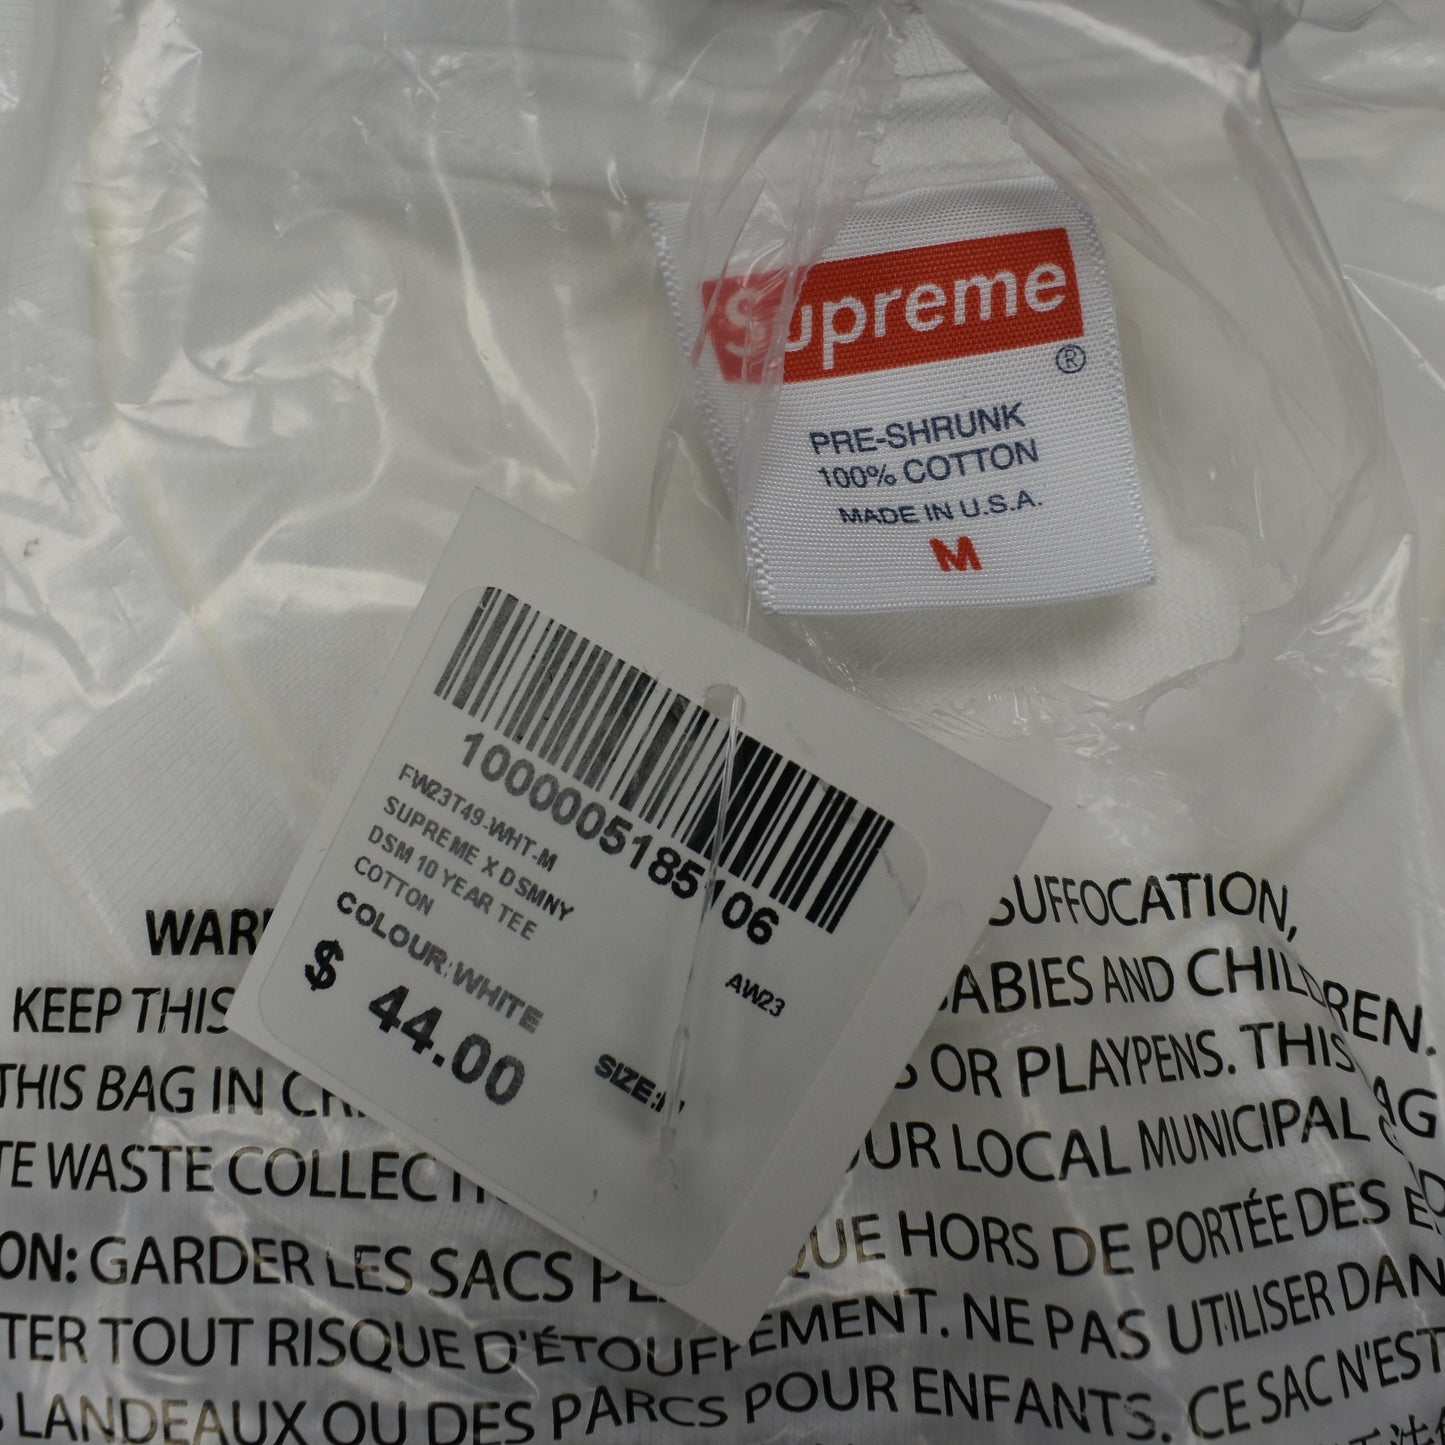 Supreme
®
PRE-SHRUNK
100% COTTON
MADE IN U.S.A.
M
1000005185106
FW23T49-WHT-M
SUPREME X DSMNY
DSM 10 YEAR TEE
COTTON
COLOUR:WHITE
AW23
$ 44.00
SIZE:
SUFFOCATION,
KEEP THIS BABIES AND CHILDREN.
THIS BAG IN OR PLAYPENS. THIS BAG
WASTE COLLECT LOCAL MUNICIPAL
GARDER LES SACS HORS DE PORTÉE DES
TOUT RISQUE D'ÉTOUFFEMENT. NE PAS UTILISER DAN
LANDEAUX OU DES PARCS POUR ENFANTS. CE SAC N'EST